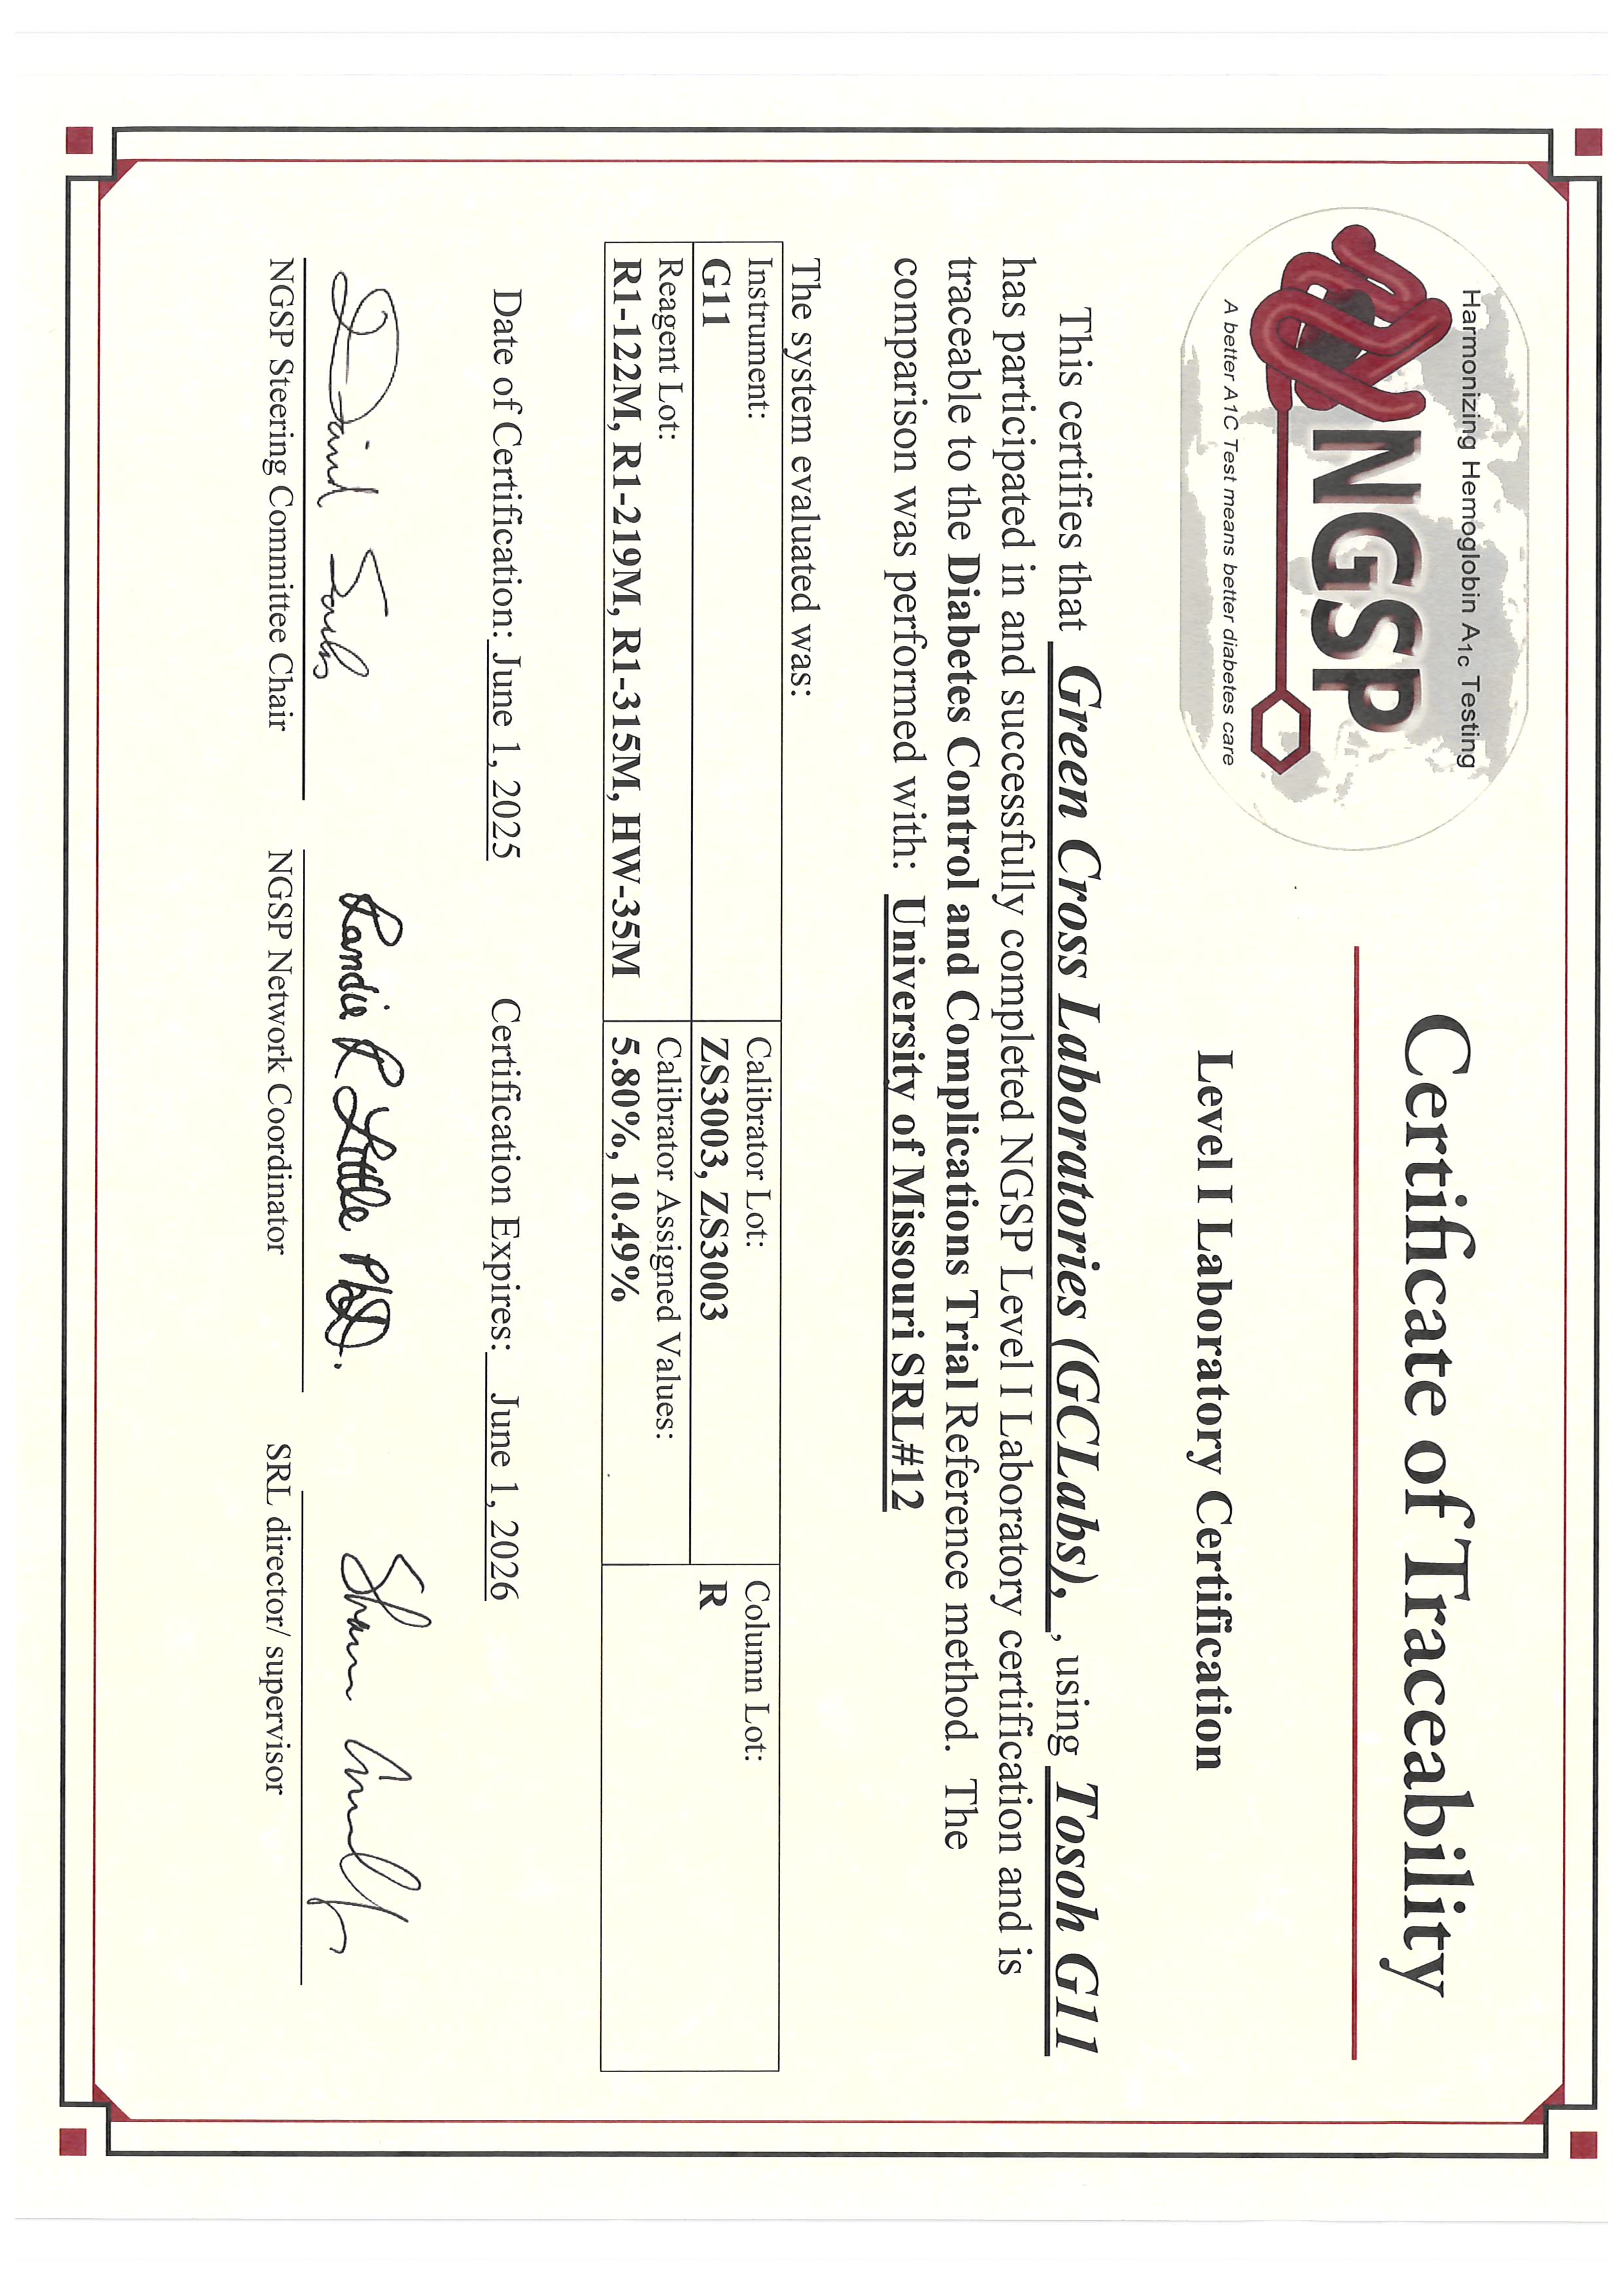 Harmonizing Hemoglobin A1c Testing
NGSP
A better A1C Test means better diabetes care
Certificate of Traceability
Level I Laboratory Certification
This certifies that Green Cross Laboratories (GCLabs), , using Tosoh G11
has participated in and successfully completed NGSP Level I Laboratory certification and is
traceable to the Diabetes Control and Complications Trial Reference method. The
comparison was performed with: University of Missouri SRL#12
The system evaluated was:
Instrument:
G11
Calibrator Lot:
ZS3003, ZS3003
Column Lot:
R
Reagent Lot:
R1-122M, R1-219M, R1-315M, HW-35M
Calibrator Assigned Values:
5.80%, 10.49%
Date of Certification: June 1, 2025
Certification Expires: June 1, 2026
David Sacks
Randie R Little PhD.
NGSP Steering Committee Chair
NGSP Network Coordinator
SRL director/ supervisor